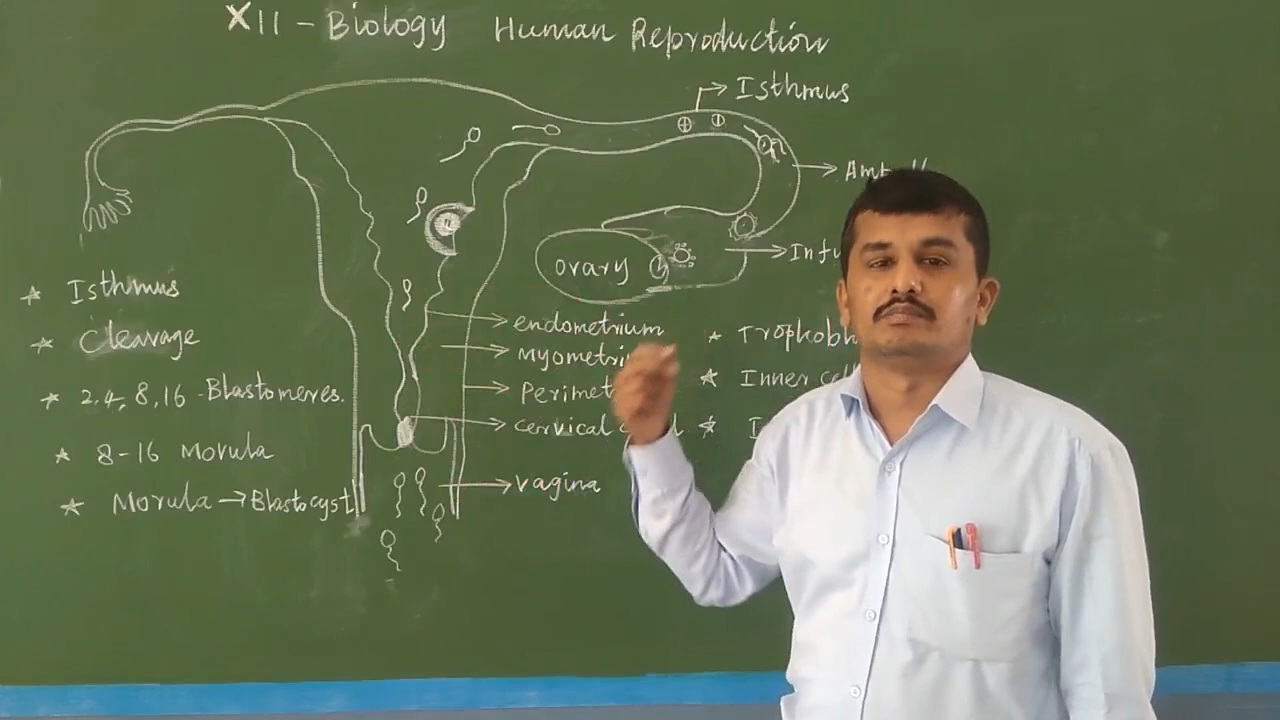 XII - Biology Human Reproduction
Isthmus
ovary
endometrium
Cervical
vagina
★ Isthmus
★ Cleavage
★ 2,4,8,16 - Blastomeres.
★ 8-16 Morula
★ Morula → Blastocyst
★
★ Inner
★